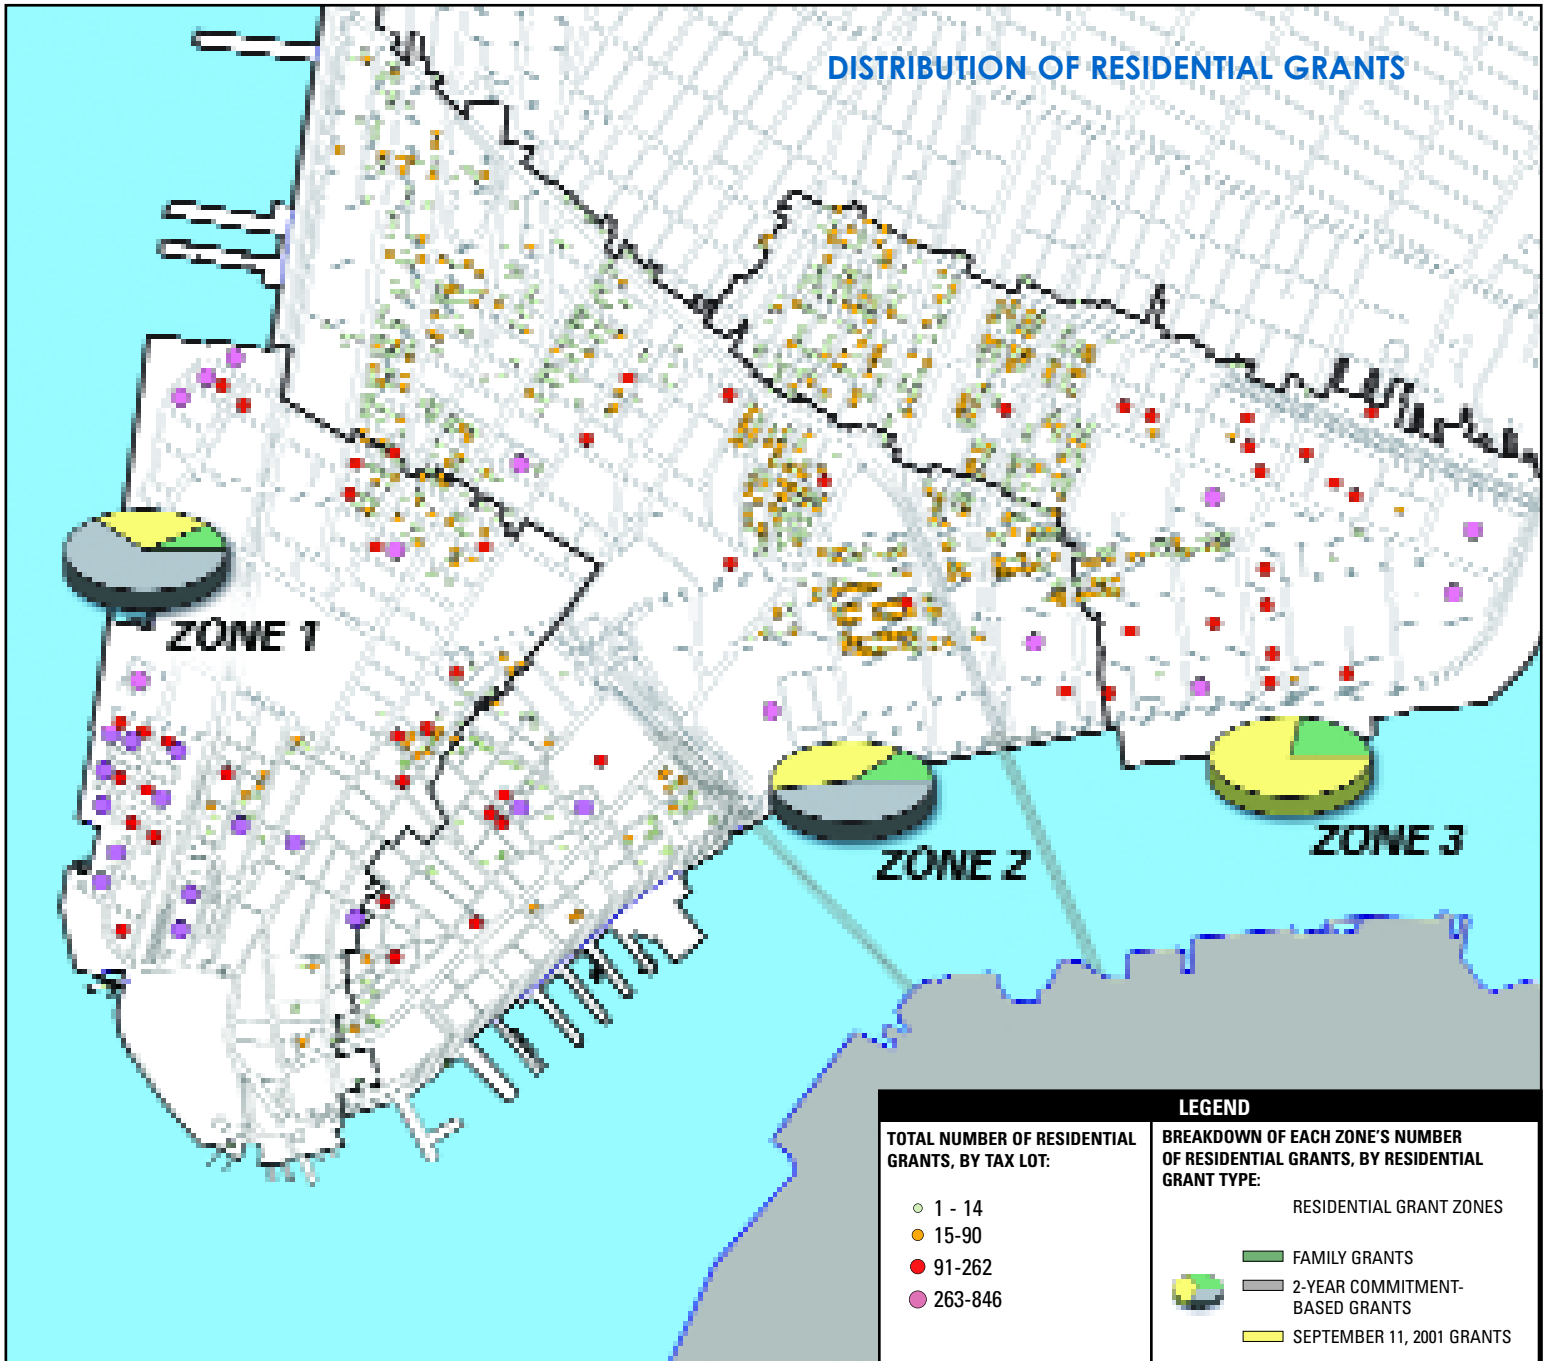 DISTRIBUTION OF RESIDENTIAL GRANTS
ZONE 1
ZONE 2
ZONE 3
LEGEND
TOTAL NUMBER OF RESIDENTIAL
GRANTS, BY TAX LOT:
1 - 14
15-90
91-262
263-846
BREAKDOWN OF EACH ZONE'S NUMBER
OF RESIDENTIAL GRANTS, BY RESIDENTIAL
GRANT TYPE:
RESIDENTIAL GRANT ZONES
FAMILY GRANTS
2-YEAR COMMITMENT-
BASED GRANTS
SEPTEMBER 11, 2001 GRANTS